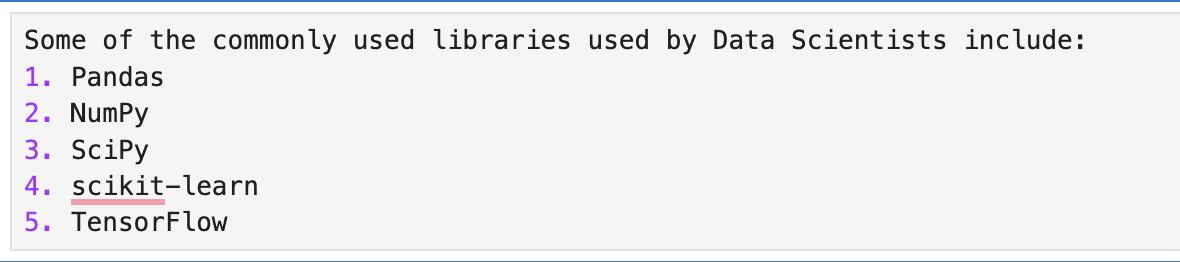 Some of the commonly used libraries used by Data Scientists include:
1. Pandas
2. NumPy
3. SciPy
4. scikit-learn
5. TensorFlow